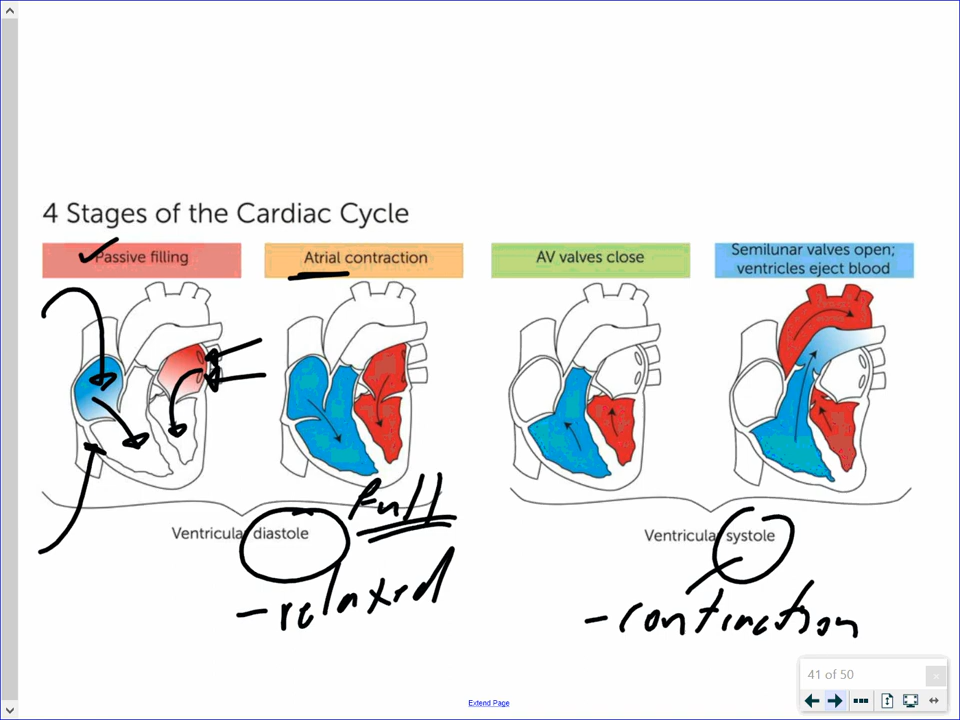 4 Stages of the Cardiac Cycle
Passive filling
Atrial contraction
AV valves close
Semilunar valves open;
ventricles eject blood
Full
Ventricular diastole
Ventricular systole
- relaxed
- contraction
41 of 50
Extend Page